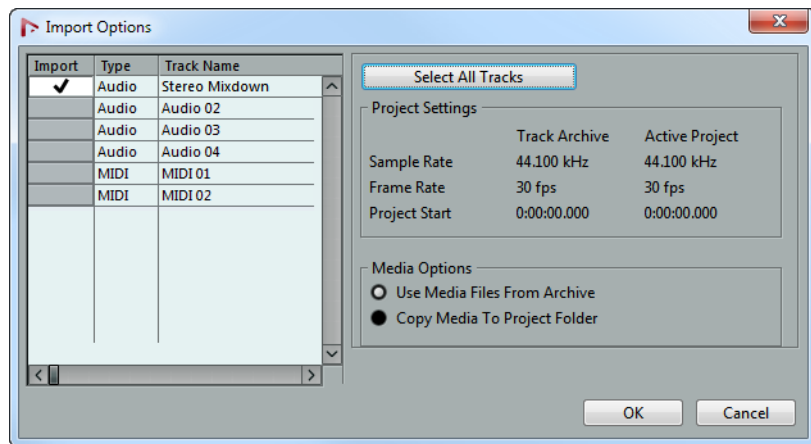 Import Options
Import Type Track Name
Audio Stereo Mixdown
Audio Audio 02
Audio Audio 03
Audio Audio 04
MIDI MIDI 01
MIDI MIDI 02
Select All Tracks
Project Settings
Track Archive Active Project
Sample Rate 44.100 kHz 44.100 kHz
Frame Rate 30 fps 30 fps
Project Start 0:00:00.000 0:00:00.000
Media Options
Use Media Files From Archive
Copy Media To Project Folder
OK Cancel